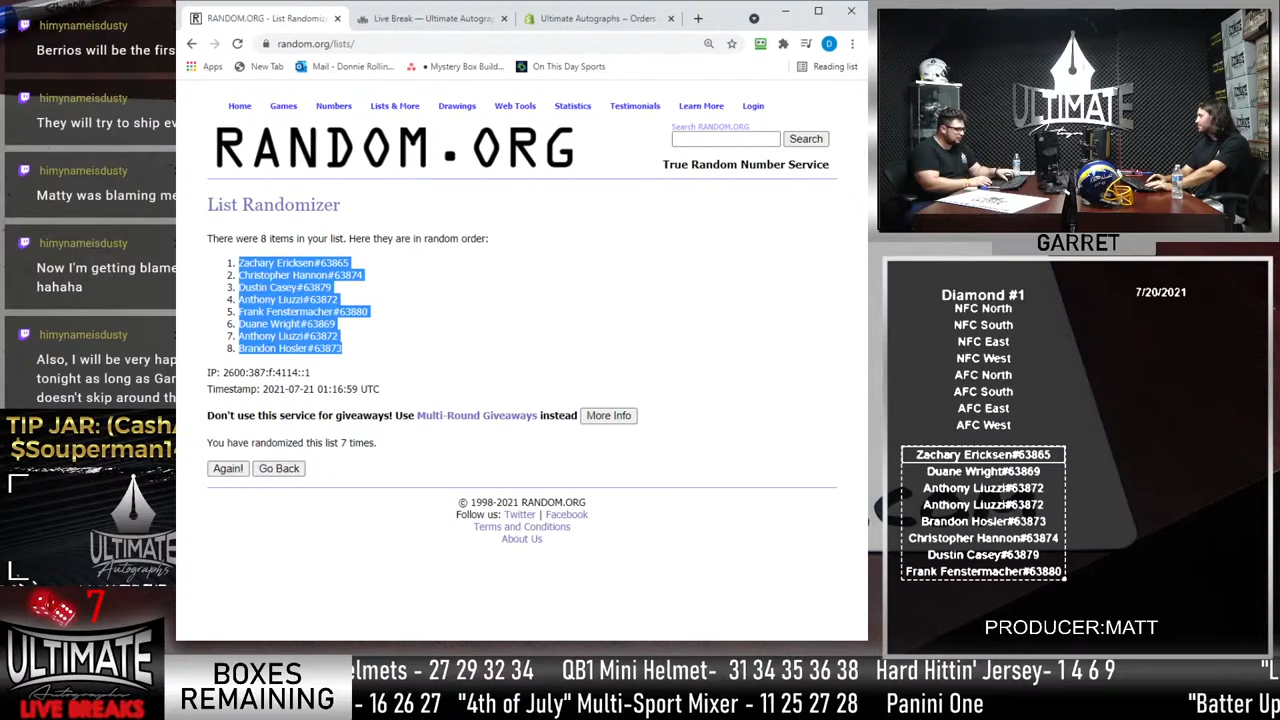 himynameisdusty
Berrios will be the firs
himynameisdusty
They will try to ship ev
himynameisdusty
Matty was blaming me
himynameisdusty
Now I'm getting blame
hahaha
himynameisdusty
Also, I will be very hap
tonight as long as Gar
doesn't skip around th
TIP JAR: (CashA
$Souperman1
ULTIMATE
Autographs
7
ULTIMATE
LIVE BREAKS
RANDOM.ORG - List Randomize
Live Break — Ultimate Autograp
Ultimate Autographs ~ Orders
random.org/lists/
Apps
New Tab
Mail - Donnie Rollin...
• Mystery Box Build...
On This Day Sports
Reading list
Home
Games
Numbers
Lists & More
Drawings
Web Tools
Statistics
Testimonials
Learn More
Login
RANDOM.ORG
Search RANDOM.ORG
Search
True Random Number Service
List Randomizer
There were 8 items in your list. Here they are in random order:
1. Zachary Ericksen#63865
2. Christopher Hannon#63874
3. Dustin Casey#63879
4. Anthony Liuzzi#63872
5. Frank Fenstermacher#63880
6. Duane Wright#63869
7. Anthony Liuzzi#63872
8. Brandon Hosler#63873
IP: 2600:387:f:4114::1
Timestamp: 2021-07-21 01:16:59 UTC
Don't use this service for giveaways! Use Multi-Round Giveaways instead
More Info
You have randomized this list 7 times.
Again!
Go Back
© 1998-2021 RANDOM.ORG
Follow us: Twitter | Facebook
Terms and Conditions
About Us
ULTIMATE
GARRET
Diamond #1
7/20/2021
NFC North
NFC South
NFC East
NFC West
AFC North
AFC South
AFC East
AFC West
Zachary Ericksen#63865
Duane Wright#63869
Anthony Liuzzi#63872
Anthony Liuzzi#63872
Brandon Hosler#63873
Christopher Hannon#63874
Dustin Casey#63879
Frank Fenstermacher#63880
PRODUCER:MATT
BOXES
REMAINING
elmets - 27 29 32 34 QB1 Mini Helmet- 31 34 35 36 38 Hard Hittin' Jersey- 1 4 6 9 "L
- 16 26 27 "4th of July" Multi-Sport Mixer - 11 25 27 28 Panini One "Batter Up